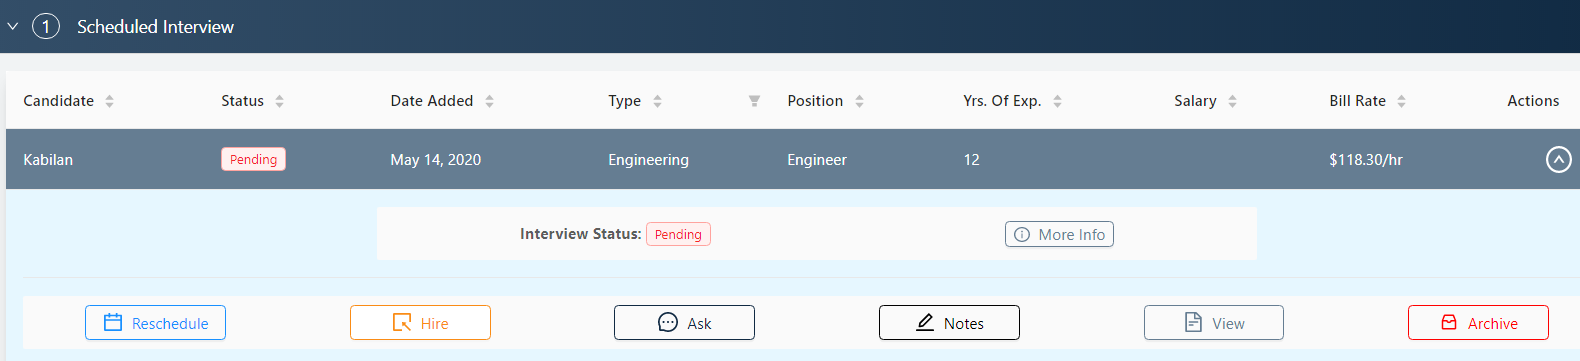 1 Scheduled Interview
Candidate Status Date Added Type Position Yrs. Of Exp. Salary Bill Rate Actions
Kabilan Pending May 14, 2020 Engineering Engineer 12 $118.30/hr
Interview Status: Pending More Info
Reschedule Hire Ask Notes View Archive